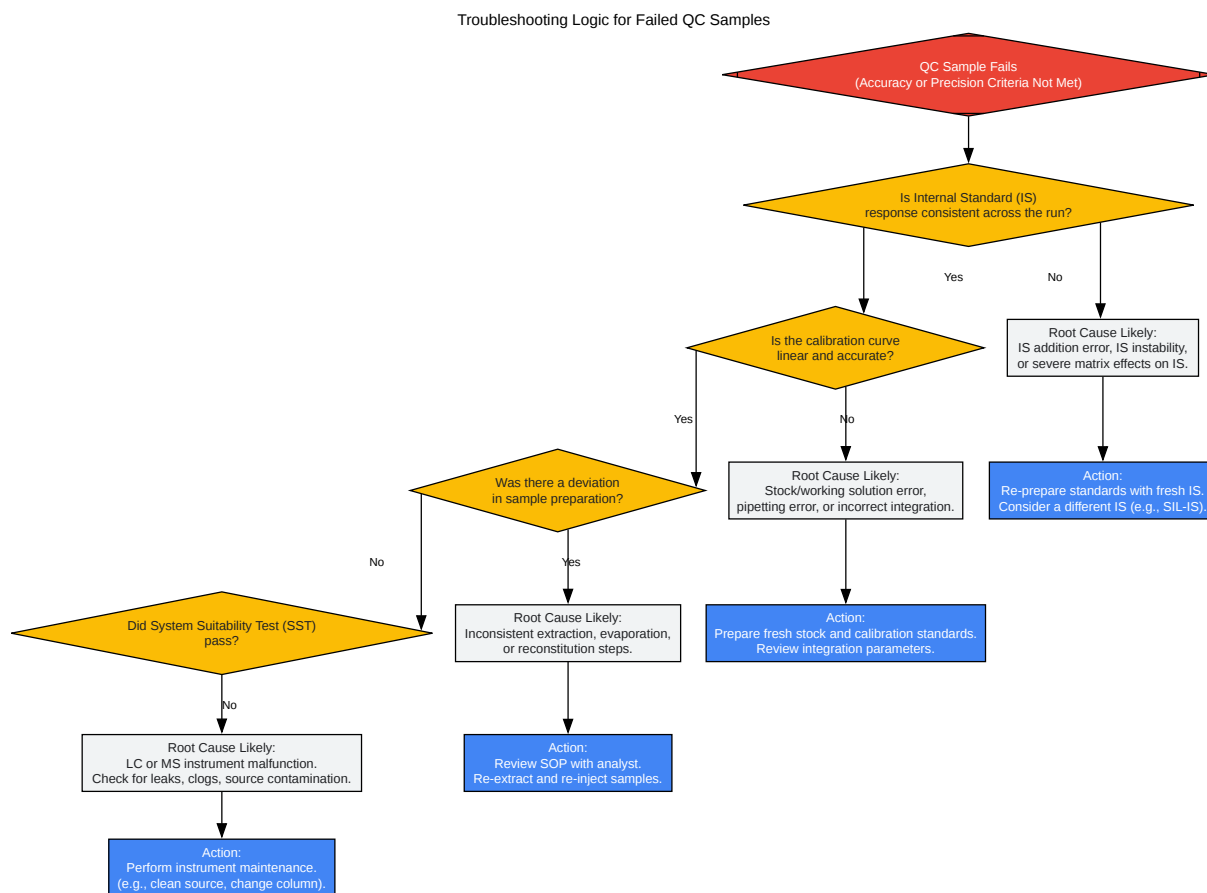 Troubleshooting Logic for Failed QC Samples
QC Sample Fails
(Accuracy or Precision Criteria Not Met)
Is Internal Standard (IS)
response consistent across the run?
Yes
No
Is the calibration curve
linear and accurate?
Root Cause Likely:
IS addition error, IS instability,
or severe matrix effects on IS.
Yes
No
Was there a deviation
in sample preparation?
Root Cause Likely:
Stock/working solution error,
pipetting error, or incorrect integration.
Action:
Re-prepare standards with fresh IS.
Consider a different IS (e.g., SIL-IS).
No
Yes
Did System Suitability Test (SST)
pass?
Root Cause Likely:
Inconsistent extraction, evaporation,
or reconstitution steps.
Action:
Prepare fresh stock and calibration standards.
Review integration parameters.
No
Root Cause Likely:
LC or MS instrument malfunction.
Check for leaks, clogs, source contamination.
Action:
Review SOP with analyst.
Re-extract and re-inject samples.
Action:
Perform instrument maintenance.
(e.g., clean source, change column).